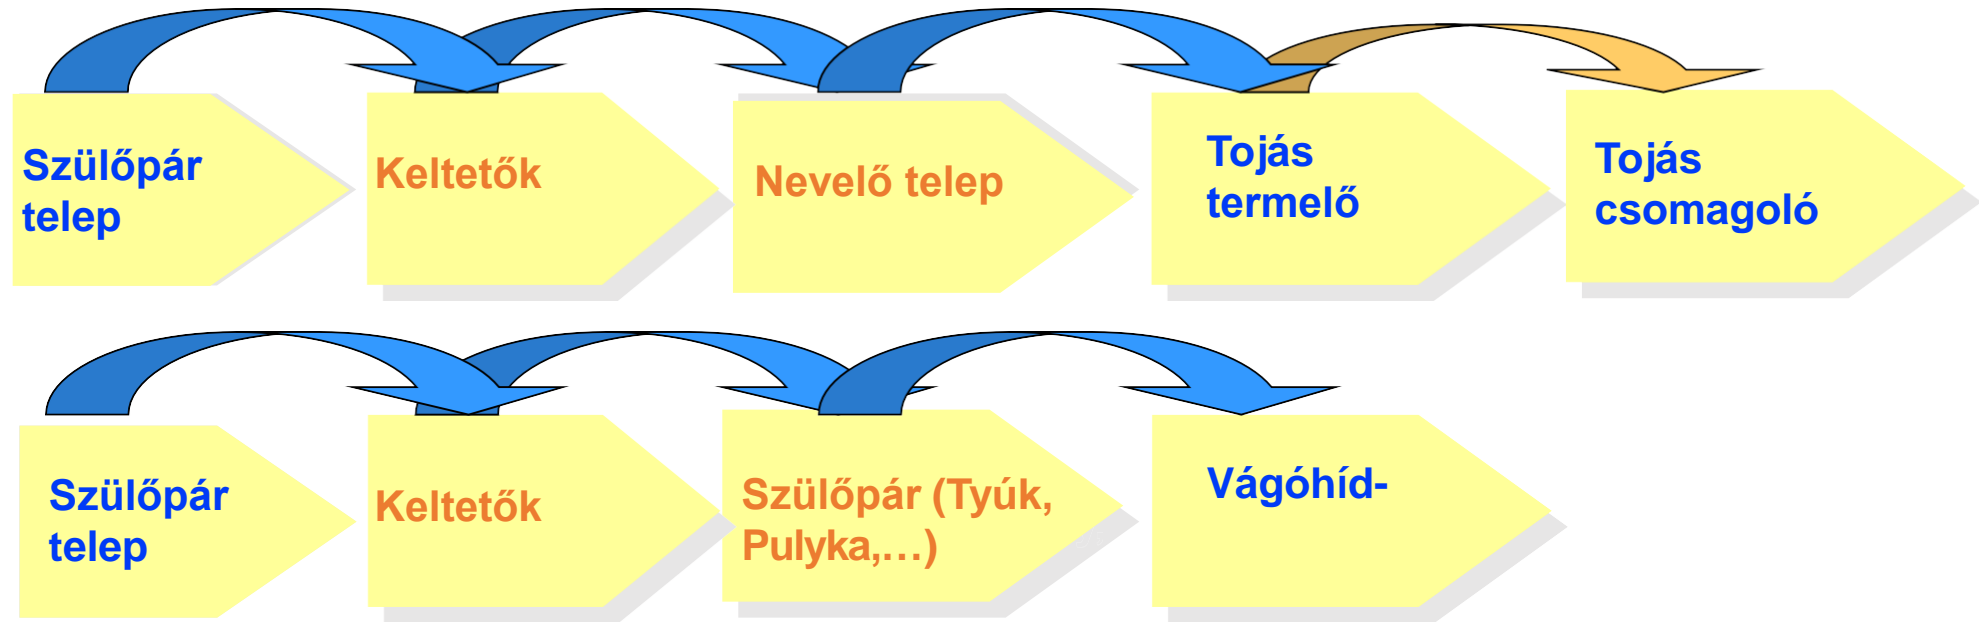 Szülőpár
telep
Keltetők
Nevelő telep
Tojás
termelő
Tojás
csomagoló
Szülőpár
telep
Keltetők
Szülőpár (Tyúk,
Pulyka,…)
Vágóhíd-